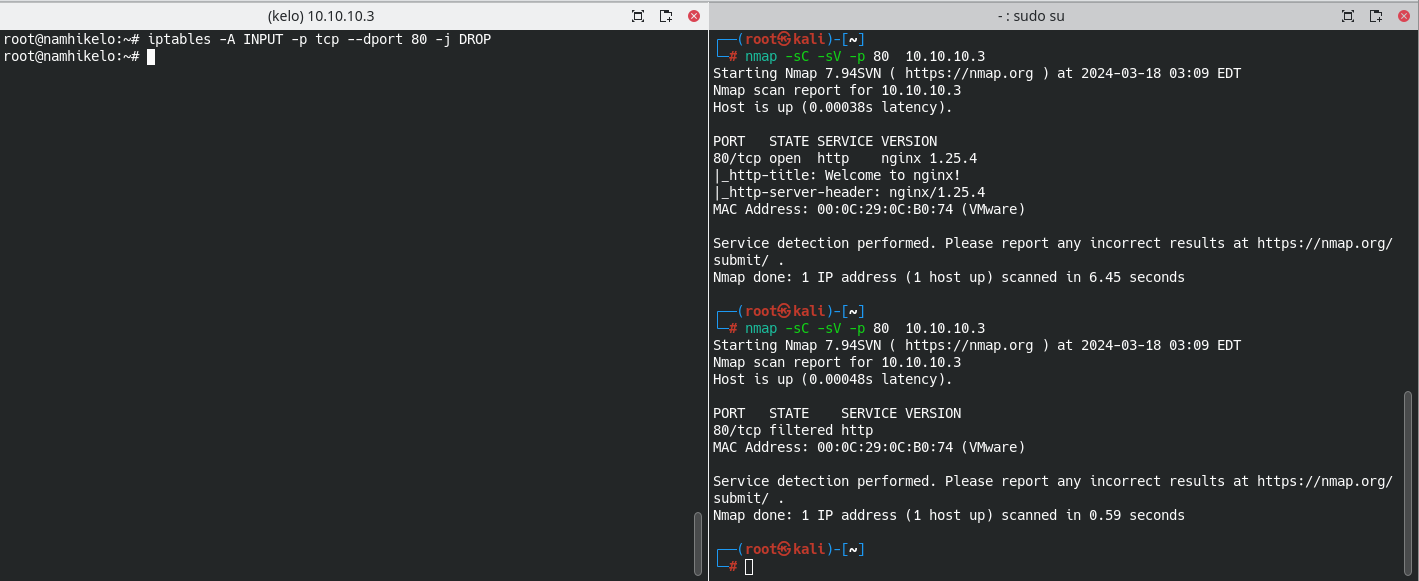 (kelo) 10.10.10.3
root@namhikelo:~# iptables -A INPUT -p tcp --dport 80 -j DROP
root@namhikelo:~#
- : sudo su
┌──(root㉿kali)-[~]
└─# nmap -sC -sV -p 80  10.10.10.3
Starting Nmap 7.94SVN ( https://nmap.org ) at 2024-03-18 03:09 EDT
Nmap scan report for 10.10.10.3
Host is up (0.00038s latency).
PORT   STATE SERVICE VERSION
80/tcp open  http    nginx 1.25.4
|_http-title: Welcome to nginx!
|_http-server-header: nginx/1.25.4
MAC Address: 00:0C:29:0C:B0:74 (VMware)
Service detection performed. Please report any incorrect results at https://nmap.org/
submit/ .
Nmap done: 1 IP address (1 host up) scanned in 6.45 seconds
┌──(root㉿kali)-[~]
└─# nmap -sC -sV -p 80  10.10.10.3
Starting Nmap 7.94SVN ( https://nmap.org ) at 2024-03-18 03:09 EDT
Nmap scan report for 10.10.10.3
Host is up (0.00048s latency).
PORT   STATE    SERVICE VERSION
80/tcp filtered http
MAC Address: 00:0C:29:0C:B0:74 (VMware)
Service detection performed. Please report any incorrect results at https://nmap.org/
submit/ .
Nmap done: 1 IP address (1 host up) scanned in 0.59 seconds
┌──(root㉿kali)-[~]
└─#